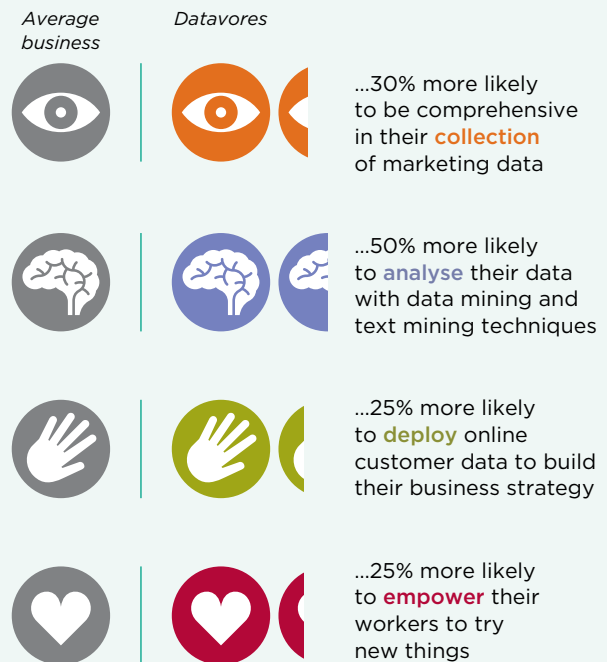 Average
business
Datavores
...30% more likely
to be comprehensive
in their collection
of marketing data
...50% more likely
to analyse their data
with data mining and
text mining techniques
...25% more likely
to deploy online
customer data to build
their business strategy
...25% more likely
to empower their
workers to try
new things